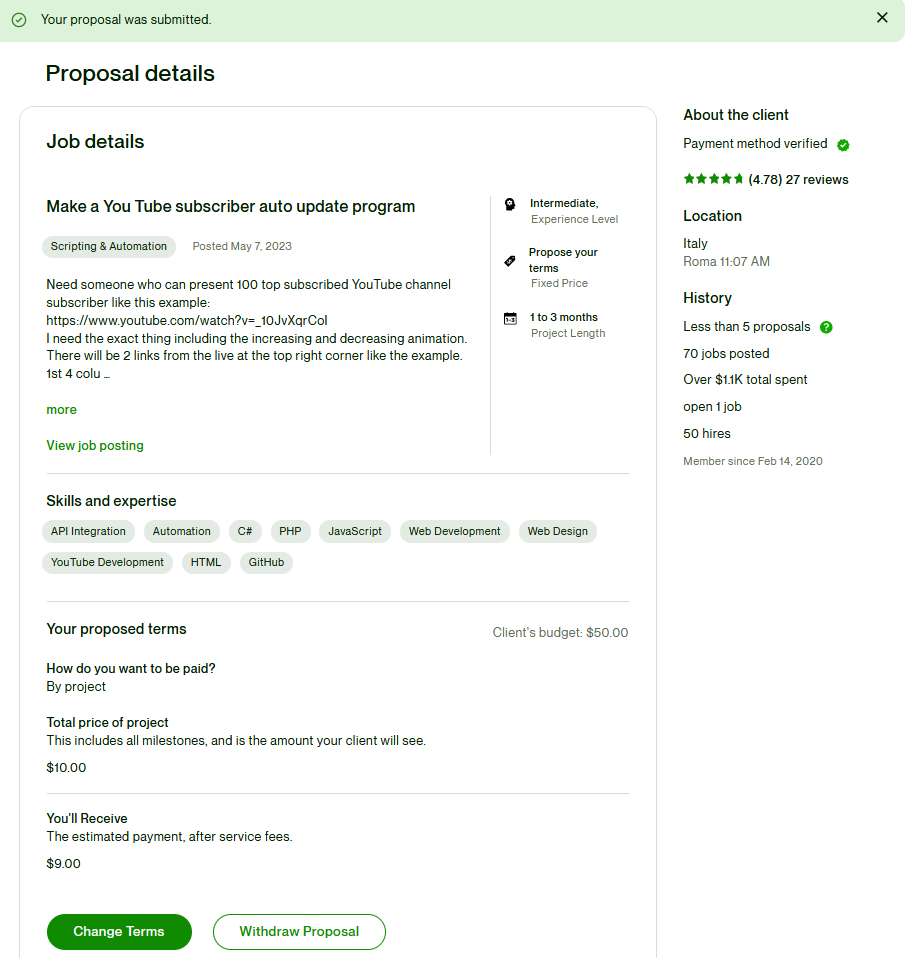 Your proposal was submitted.
Proposal details
Job details
Make a You Tube subscriber auto update program
Scripting & Automation
Posted May 7, 2023
Need someone who can present 100 top subscribed YouTube channel
subscriber like this example:
https://www.youtube.com/watch?v=_10JvXqrCoI
I need the exact thing including the increasing and decreasing animation.
There will be 2 links from the live at the top right corner like the example.
1st 4 colu ...
more
View job posting
Intermediate,
Experience Level
Propose your
terms
Fixed Price
1-3
1 to 3 months
Project Length
Skills and expertise
API Integration
Automation
C#
PHP
JavaScript
Web Development
Web Design
YouTube Development
HTML
GitHub
Your proposed terms
Client's budget: $50.00
How do you want to be paid?
By project
Total price of project
This includes all milestones, and is the amount your client will see.
$10.00
You'll Receive
The estimated payment, after service fees.
$9.00
Change Terms
Withdraw Proposal
About the client
Payment method verified
(4.78) 27 reviews
Location
Italy
Roma 11:07 AM
History
Less than 5 proposals ?
70 jobs posted
Over $1.1K total spent
open 1 job
50 hires
Member since Feb 14, 2020